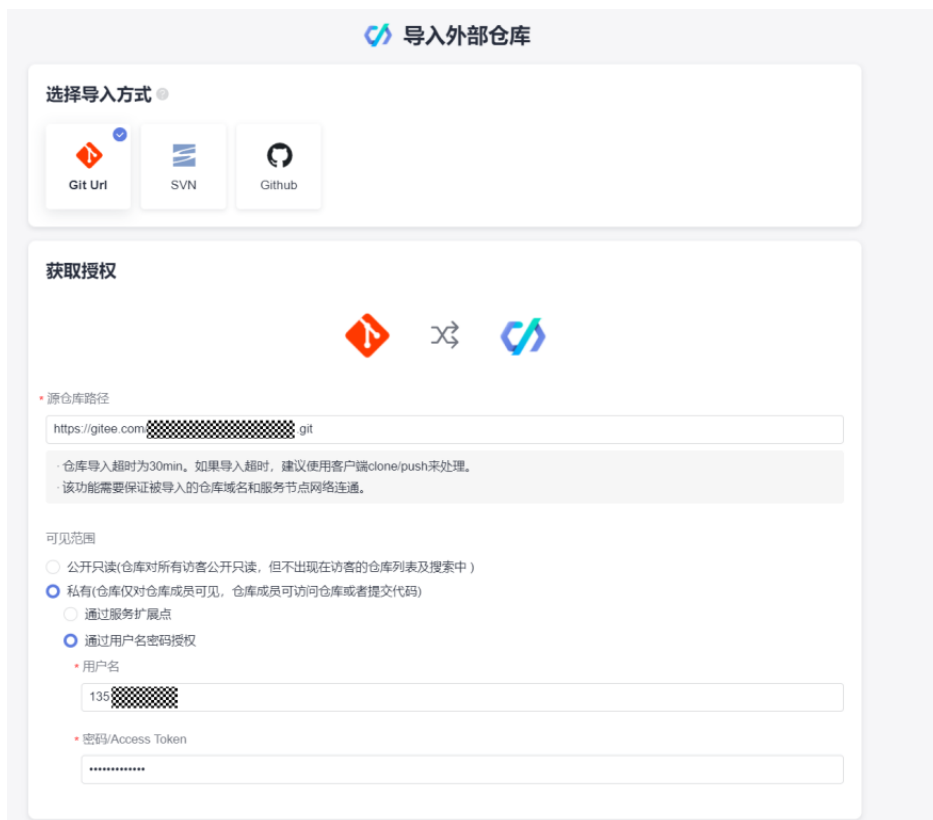 导入外部仓库
选择导入方式
Git Url
SVN
Github
获取授权
* 源仓库路径
https://gitee.com/ .git
· 仓库导入超时为30min。如果导入超时，建议使用客户端clone/push来处理。
· 该功能需要保证被导入的仓库域名和服务节点网络连通。
可见范围
公开只读(仓库对所有访客公开只读，但不出现在访客的仓库列表及搜索中 )
私有(仓库仅对仓库成员可见，仓库成员可访问仓库或者提交代码)
通过服务扩展点
通过用户名密码授权
* 用户名
135
* 密码/Access Token
•••••••••••••